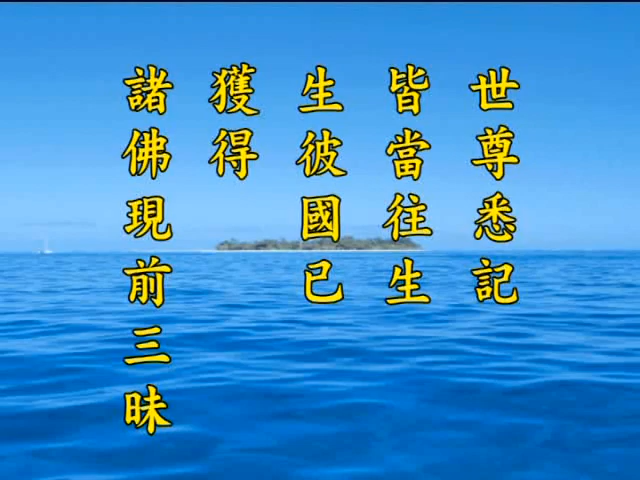 世尊悉記
皆當往生
生彼國已
獲得
諸佛現前三昧